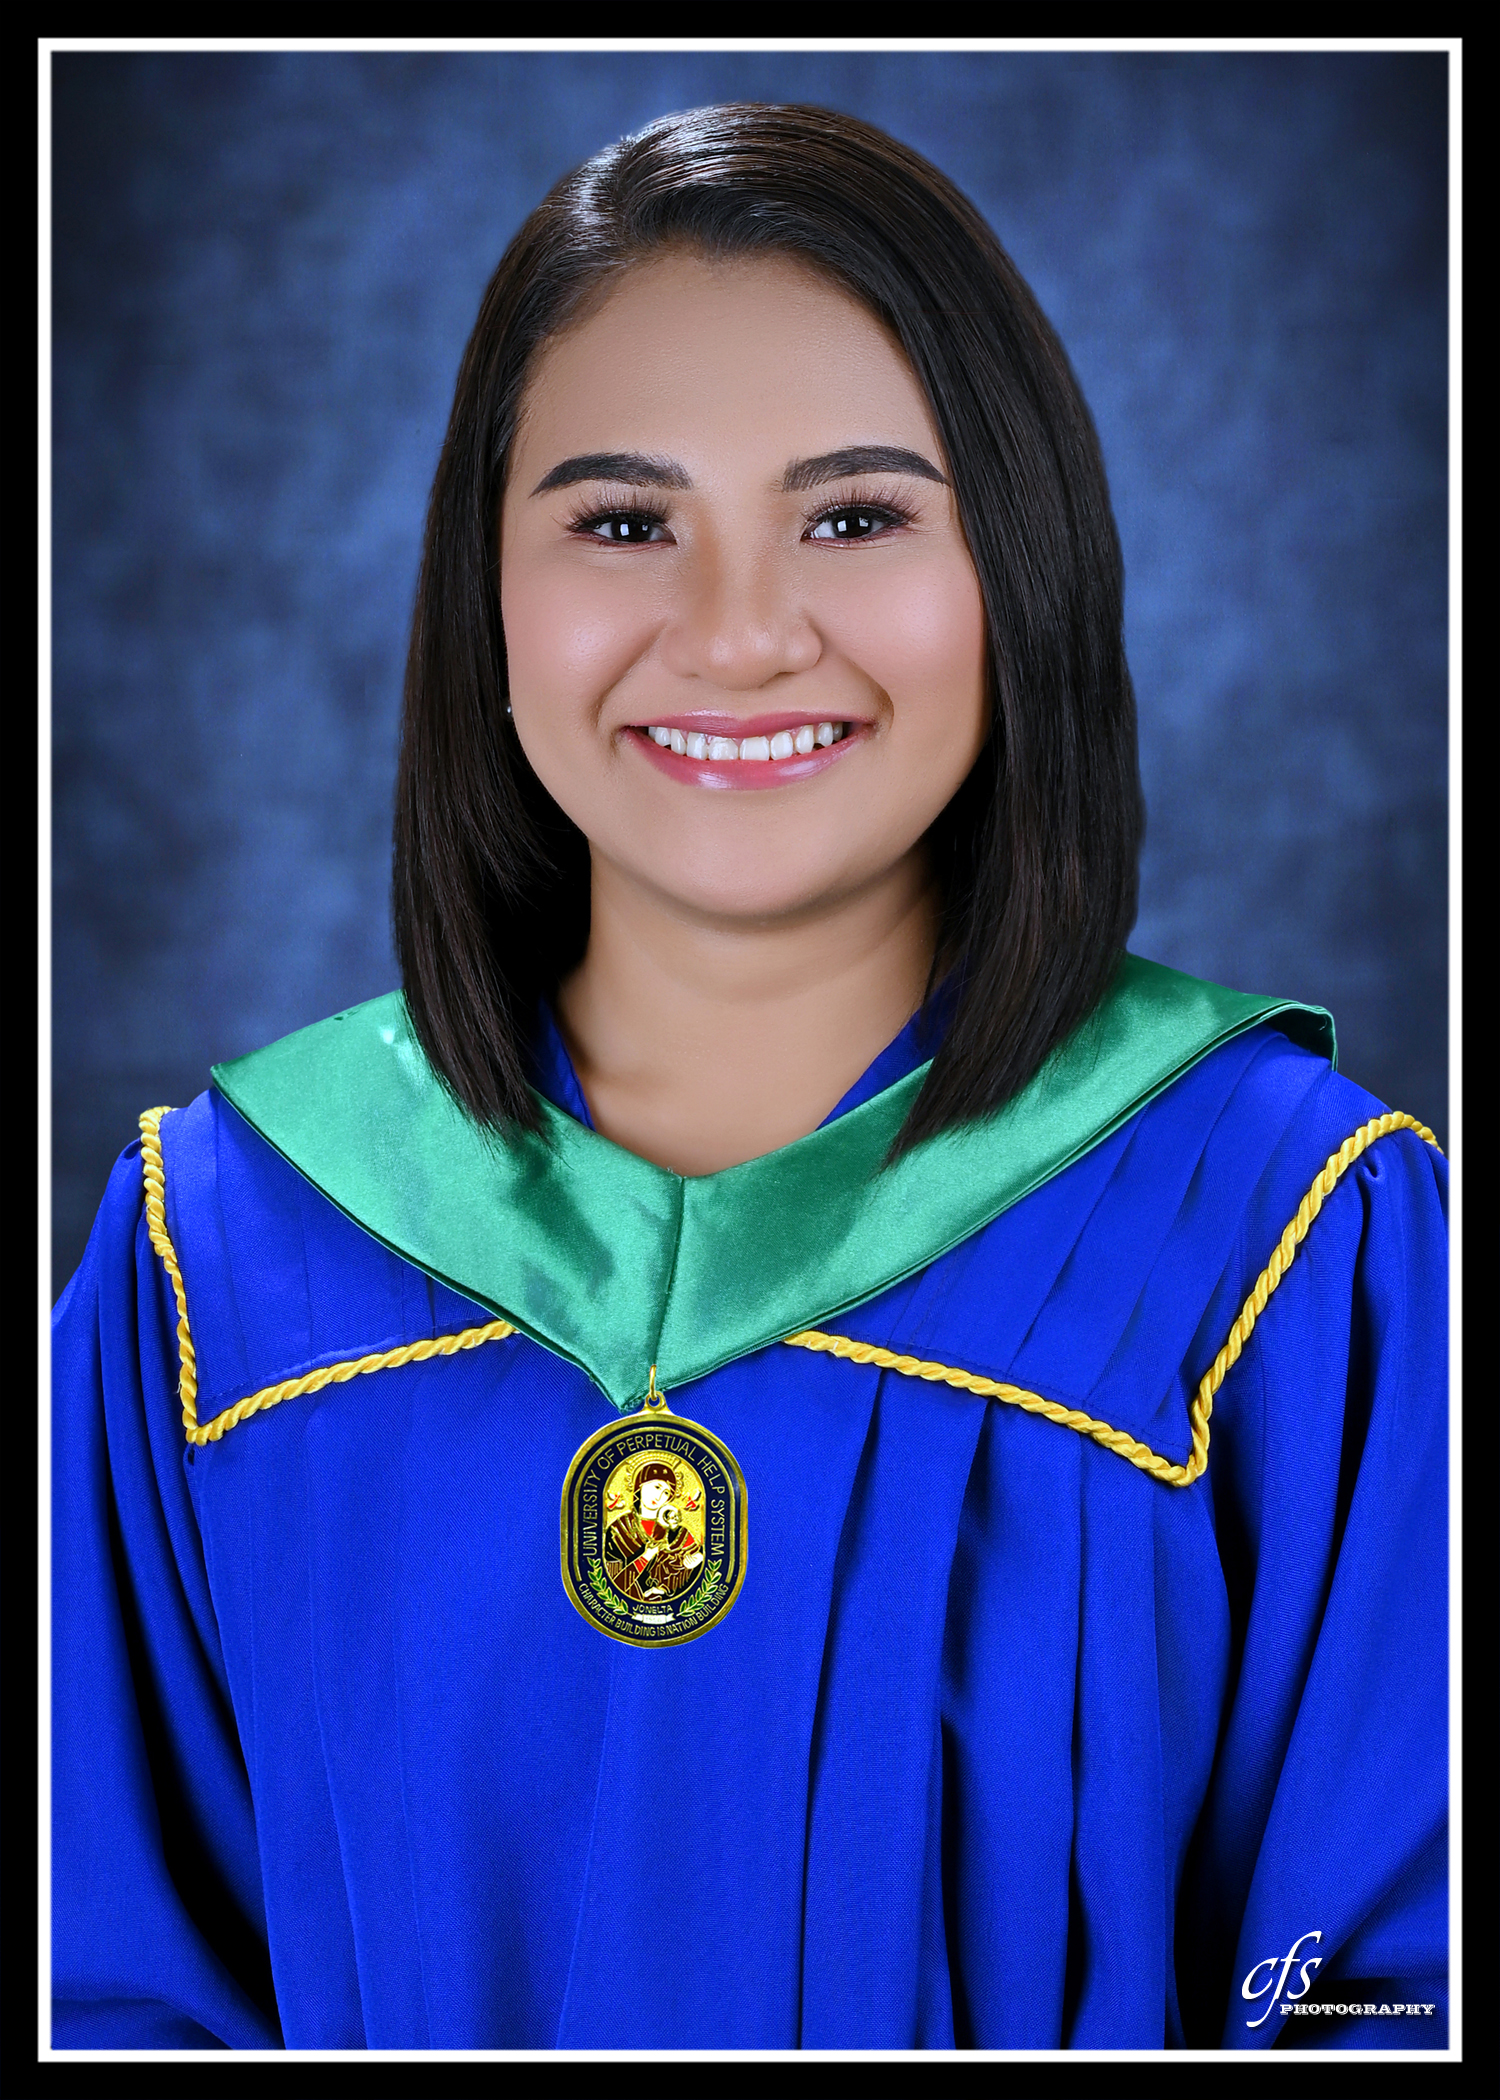 UNIVERSITY OF PERPETUAL HELP SYSTEM
JONELTA
CHARACTER BUILDING IS NATION BUILDING
cfs
PHOTOGRAPHY